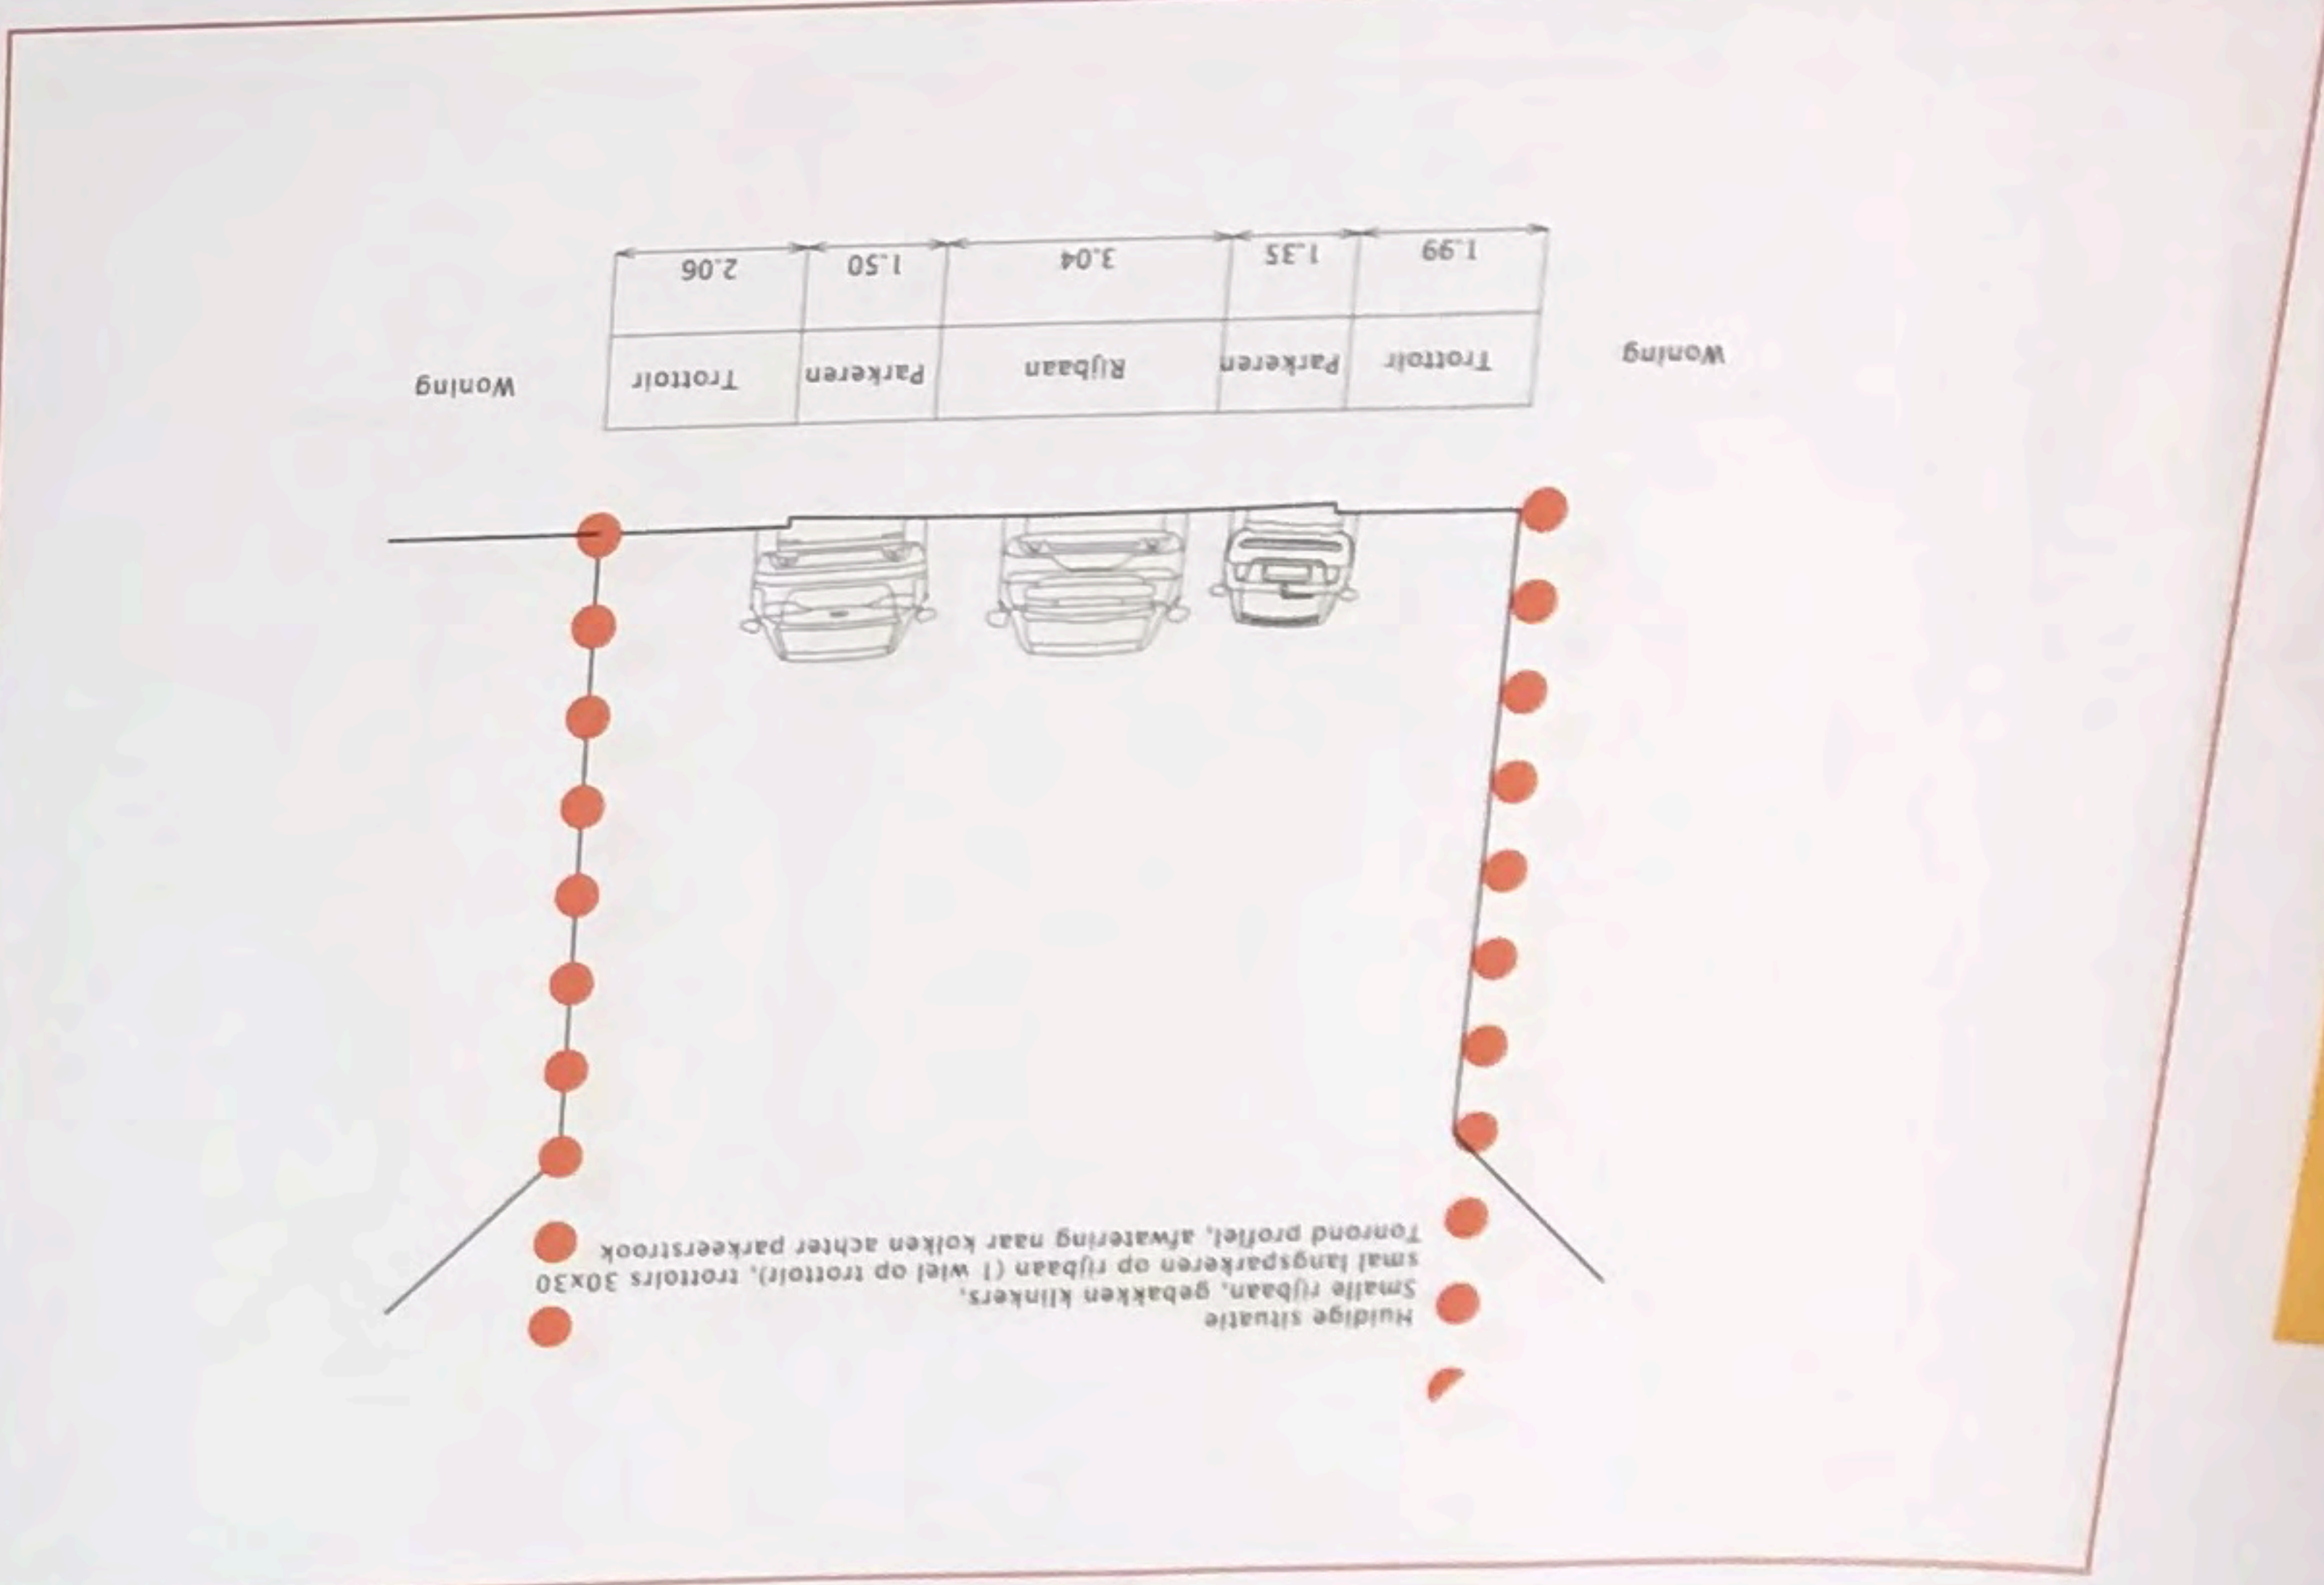 Huidige situatie
Smalle rijbaan, gebakken klinkers,
smal langsparkeren op rijbaan (1 wiel op trottoir), trottoirs 30x30
Tonrond profiel, afwatering naar kolken achter parkeerstrook
Woning
Trottoir
Parkeren
Rijbaan
Parkeren
Trottoir
Woning
1.99
1.35
3.04
1.50
2.06